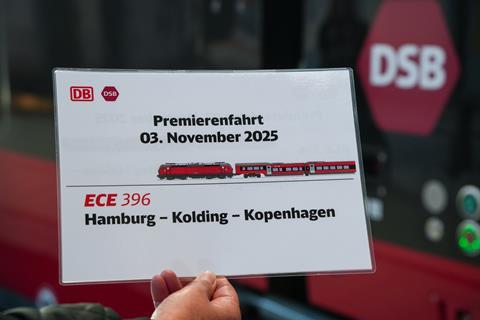 DB DSB
Premierenfahrt
03. November 2025
ECE 396
Hamburg – Kolding – Kopenhagen
DSB